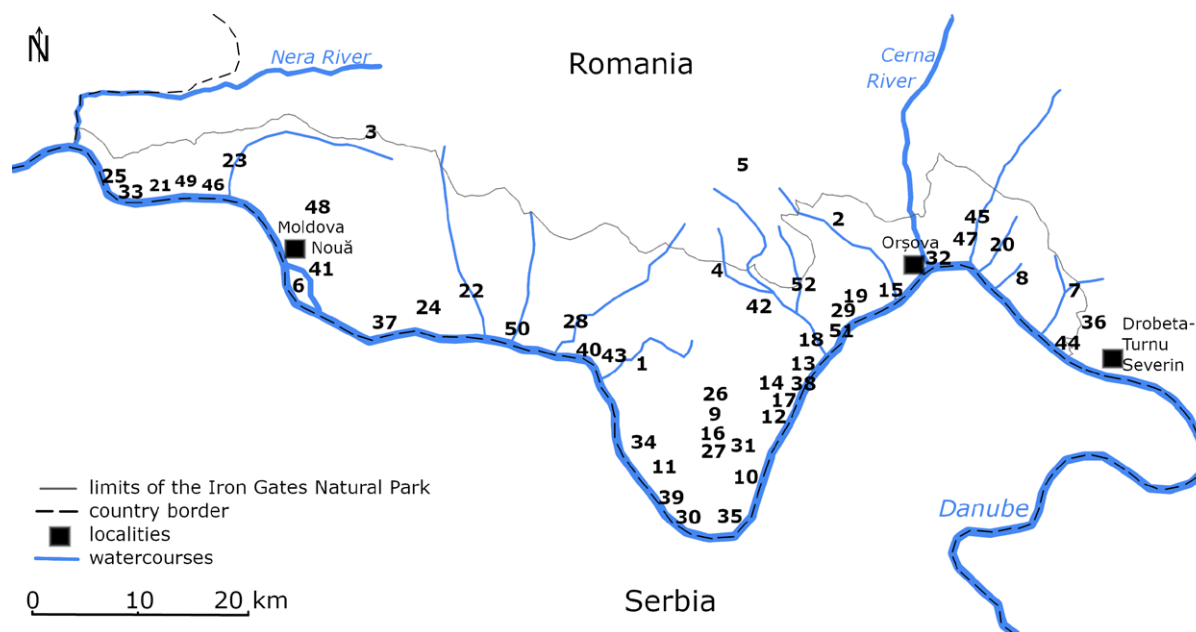 N
Nera River
Romania
Cerna
River
3
23
25
33
21
49
46
5
48
Moldova
Nouă
41
6
2
45
47
20
Orșova
32
8
7
36
4
42
52
19
15
29
51
18
22
24
37
50
28
40
43
1
44
Drobeta-
Turnu
Severin
13
14
38
17
12
26
9
16
27
31
10
34
11
39
30
35
limits of the Iron Gates Natural Park
country border
localities
watercourses
Danube
0 10 20 km
Serbia